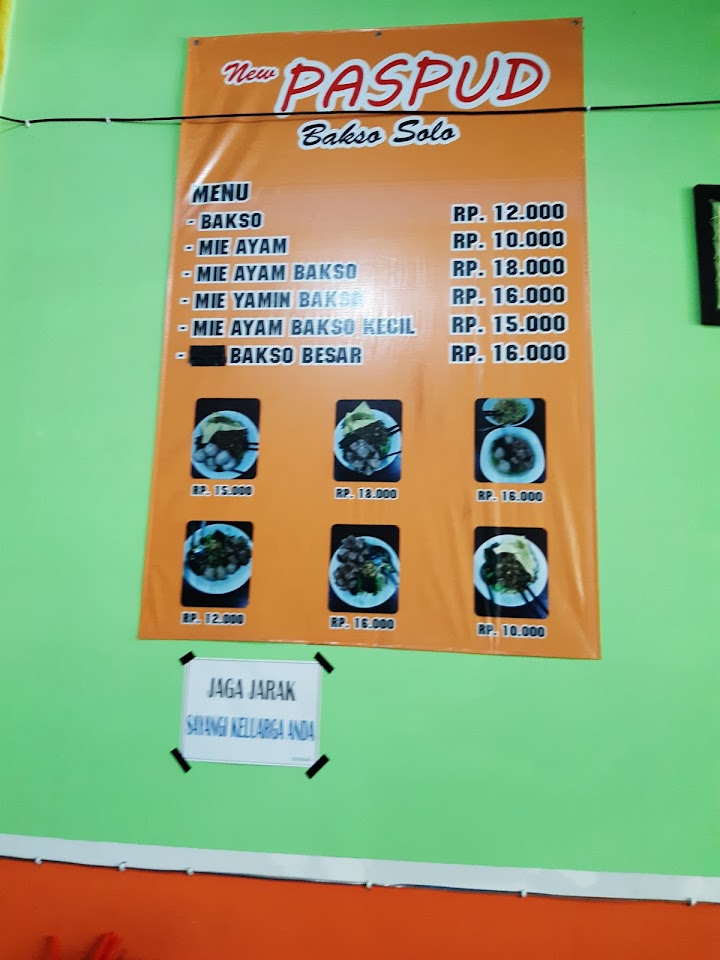 New PASPUD
Bakso Solo
MENU
- BAKSO RP. 12.000
- MIE AYAM RP. 10.000
- MIE AYAM BAKSO RP. 18.000
- MIE YAMIN BAKSO RP. 16.000
- MIE AYAM BAKSO KECIL RP. 15.000
- BAKSO BESAR RP. 16.000
RP. 15.000 RP. 18.000 RP. 16.000
RP. 12.000 RP. 16.000 RP. 10.000
JAGA JARAK
SAYANGI KELUARGA ANDA